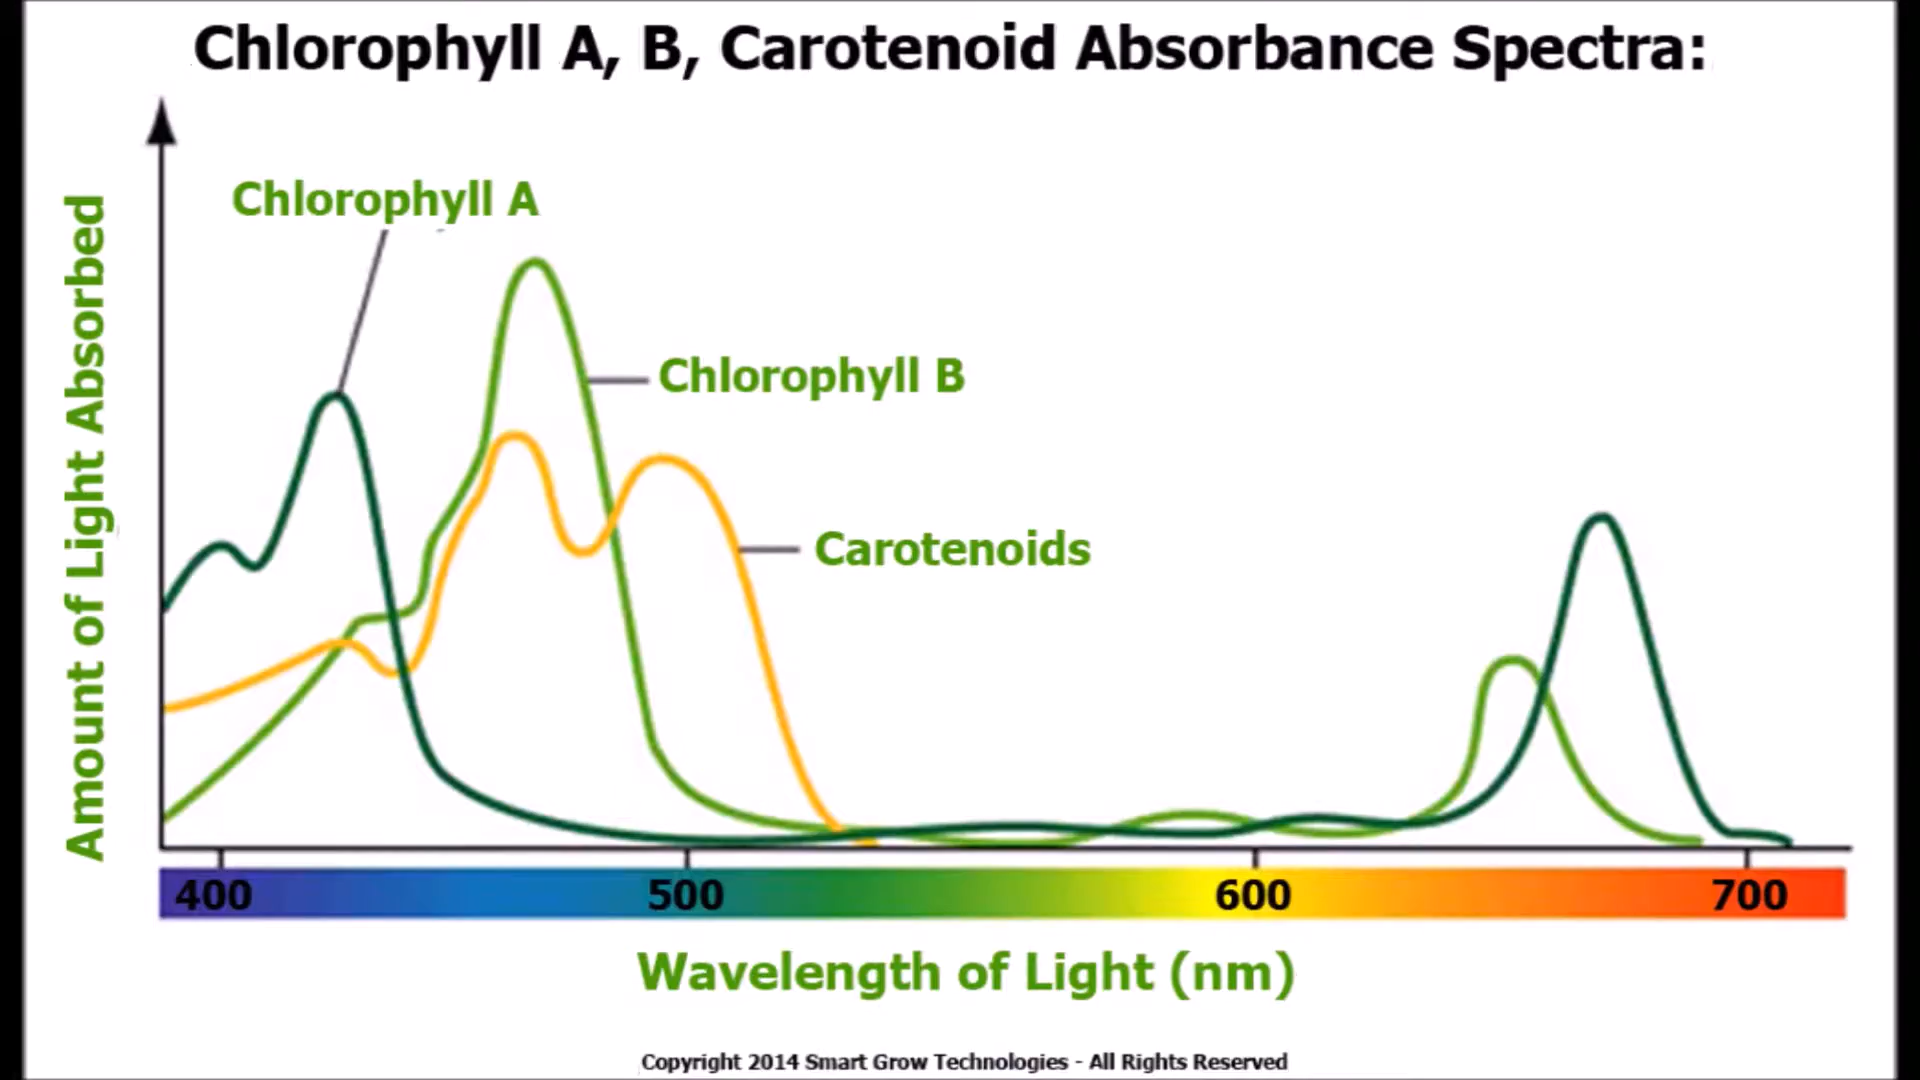 Chlorophyll A, B, Carotenoid Absorbance Spectra:
Chlorophyll A
Chlorophyll B
Carotenoids
Amount of Light Absorbed
400 500 600 700
Wavelength of Light (nm)
Copyright 2014 Smart Grow Technologies - All Rights Reserved